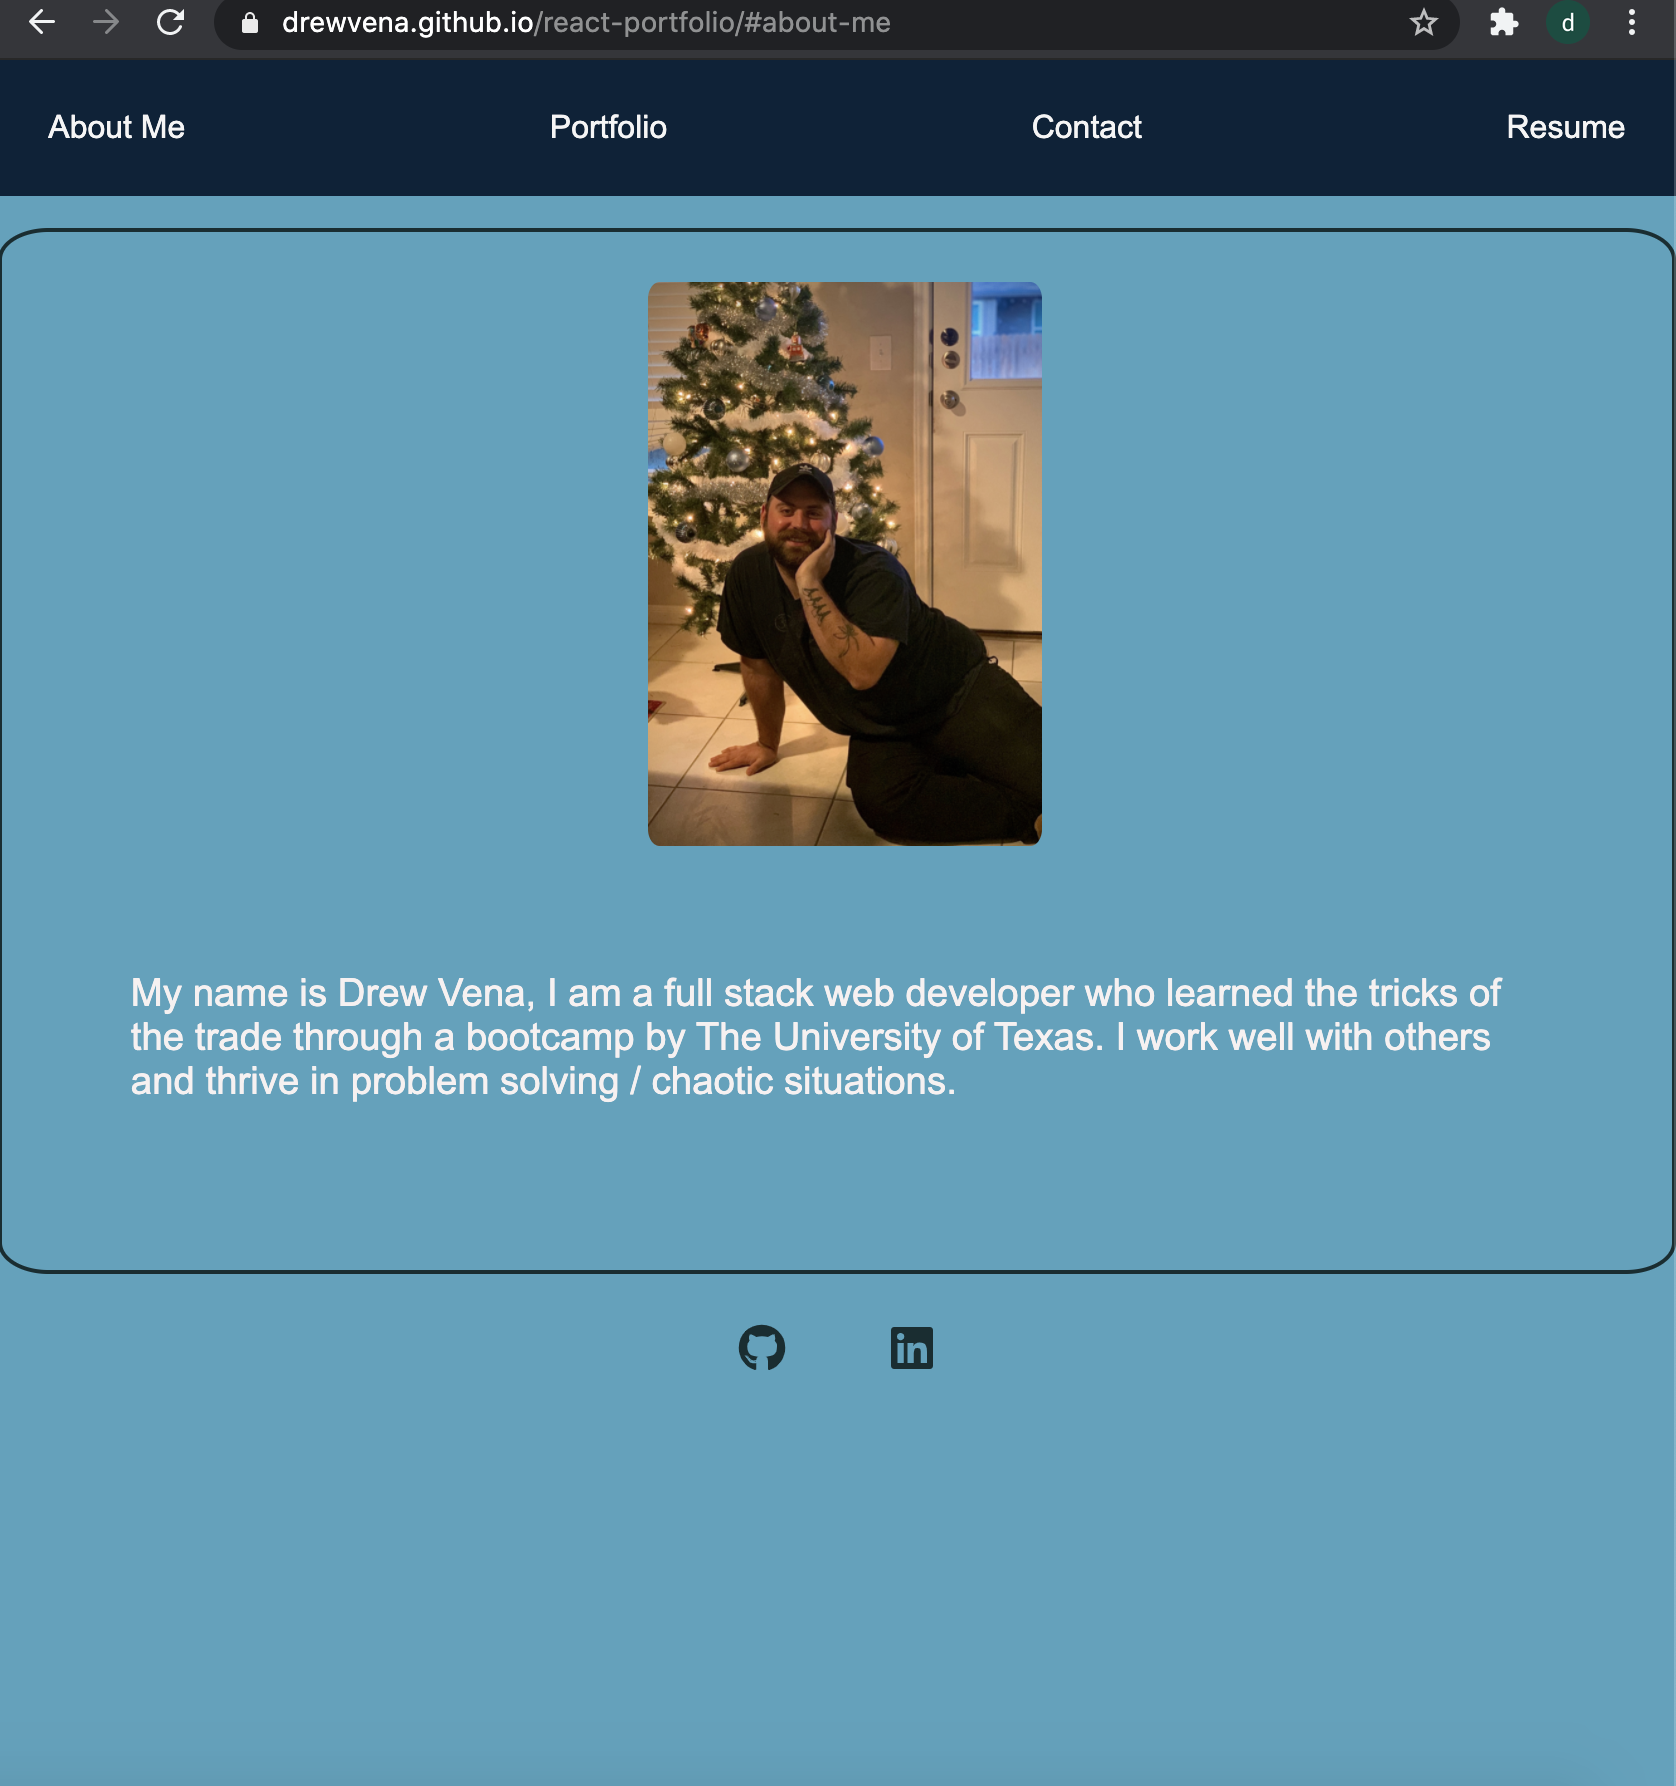 drewvena.github.io/react-portfolio/#about-me
d
About Me Portfolio Contact Resume
My name is Drew Vena, I am a full stack web developer who learned the tricks of
the trade through a bootcamp by The University of Texas. I work well with others
and thrive in problem solving / chaotic situations.
in